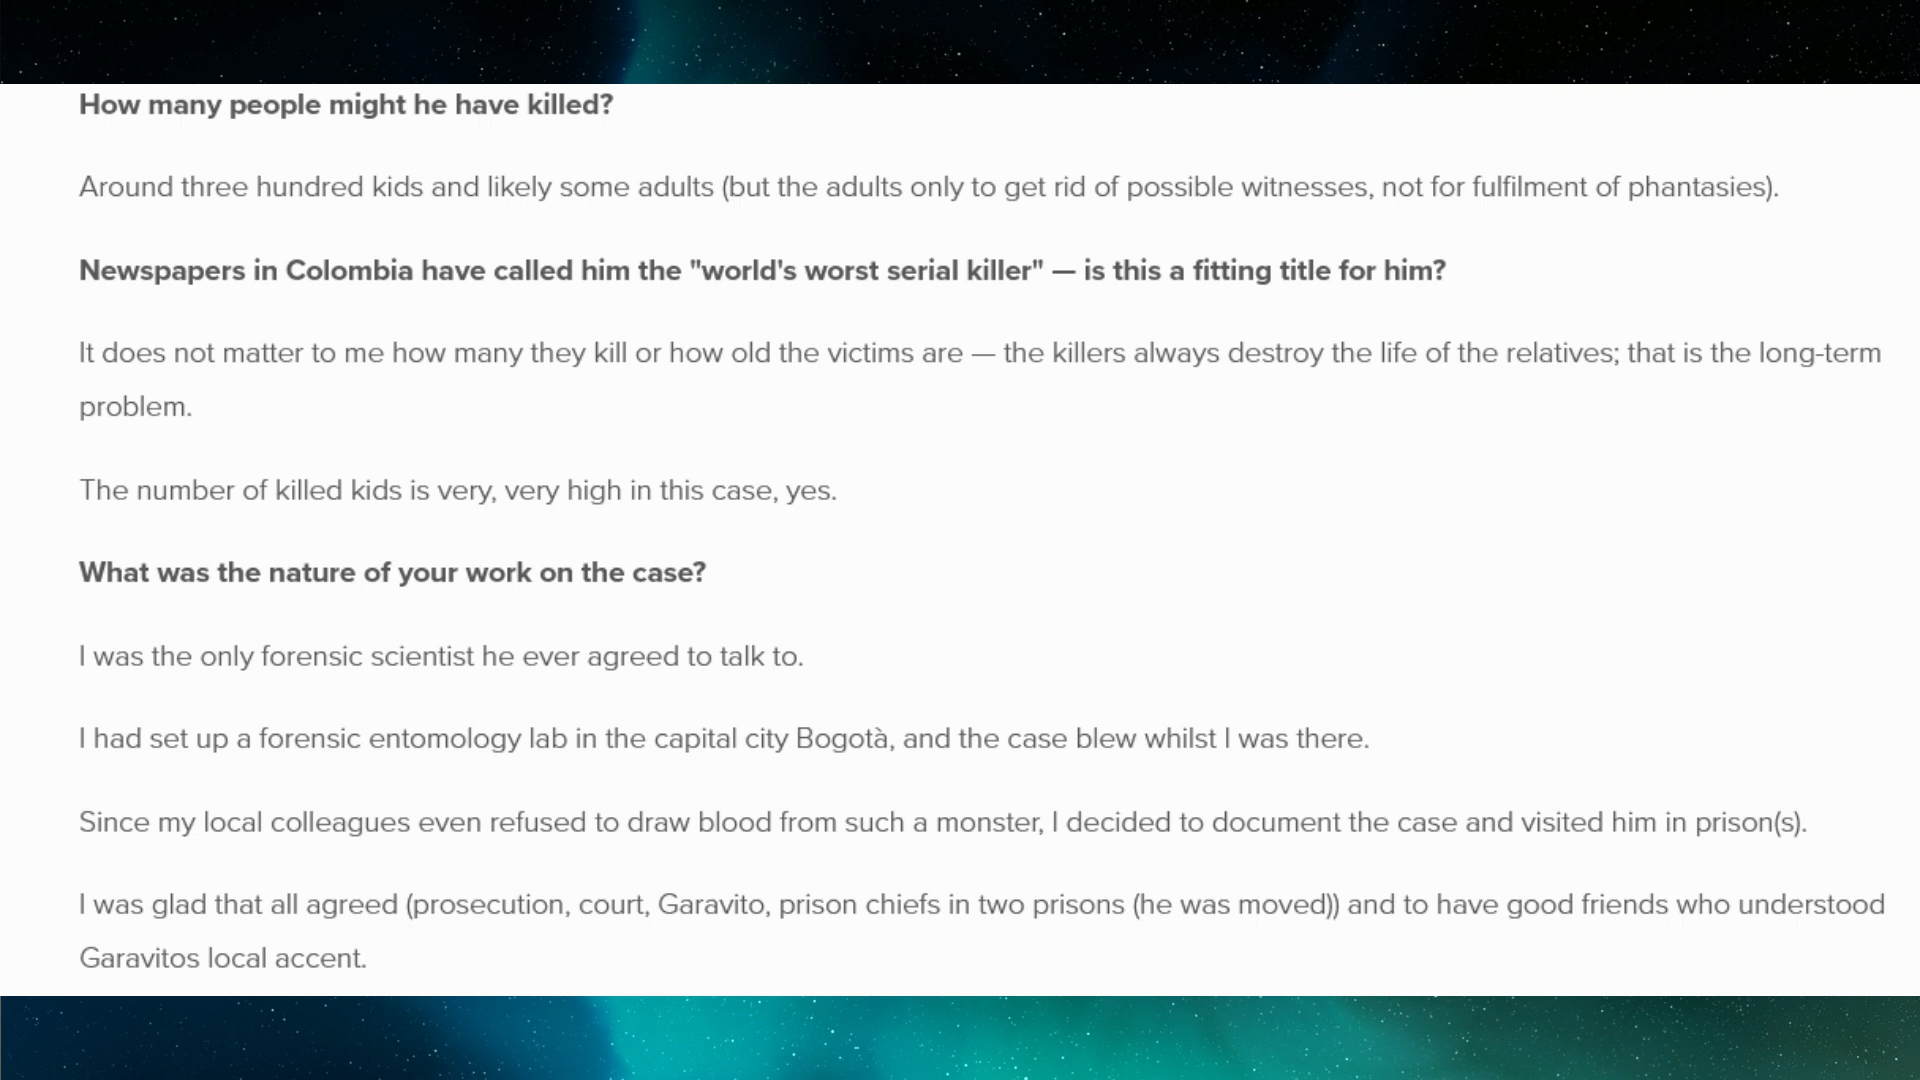 How many people might he have killed?
Around three hundred kids and likely some adults (but the adults only to get rid of possible witnesses, not for fulfilment of phantasies).
Newspapers in Colombia have called him the "world's worst serial killer" — is this a fitting title for him?
It does not matter to me how many they kill or how old the victims are — the killers always destroy the life of the relatives; that is the long-term
problem.
The number of killed kids is very, very high in this case, yes.
What was the nature of your work on the case?
I was the only forensic scientist he ever agreed to talk to.
I had set up a forensic entomology lab in the capital city Bogotà, and the case blew whilst I was there.
Since my local colleagues even refused to draw blood from such a monster, I decided to document the case and visited him in prison(s).
I was glad that all agreed (prosecution, court, Garavito, prison chiefs in two prisons (he was moved)) and to have good friends who understood
Garavitos local accent.